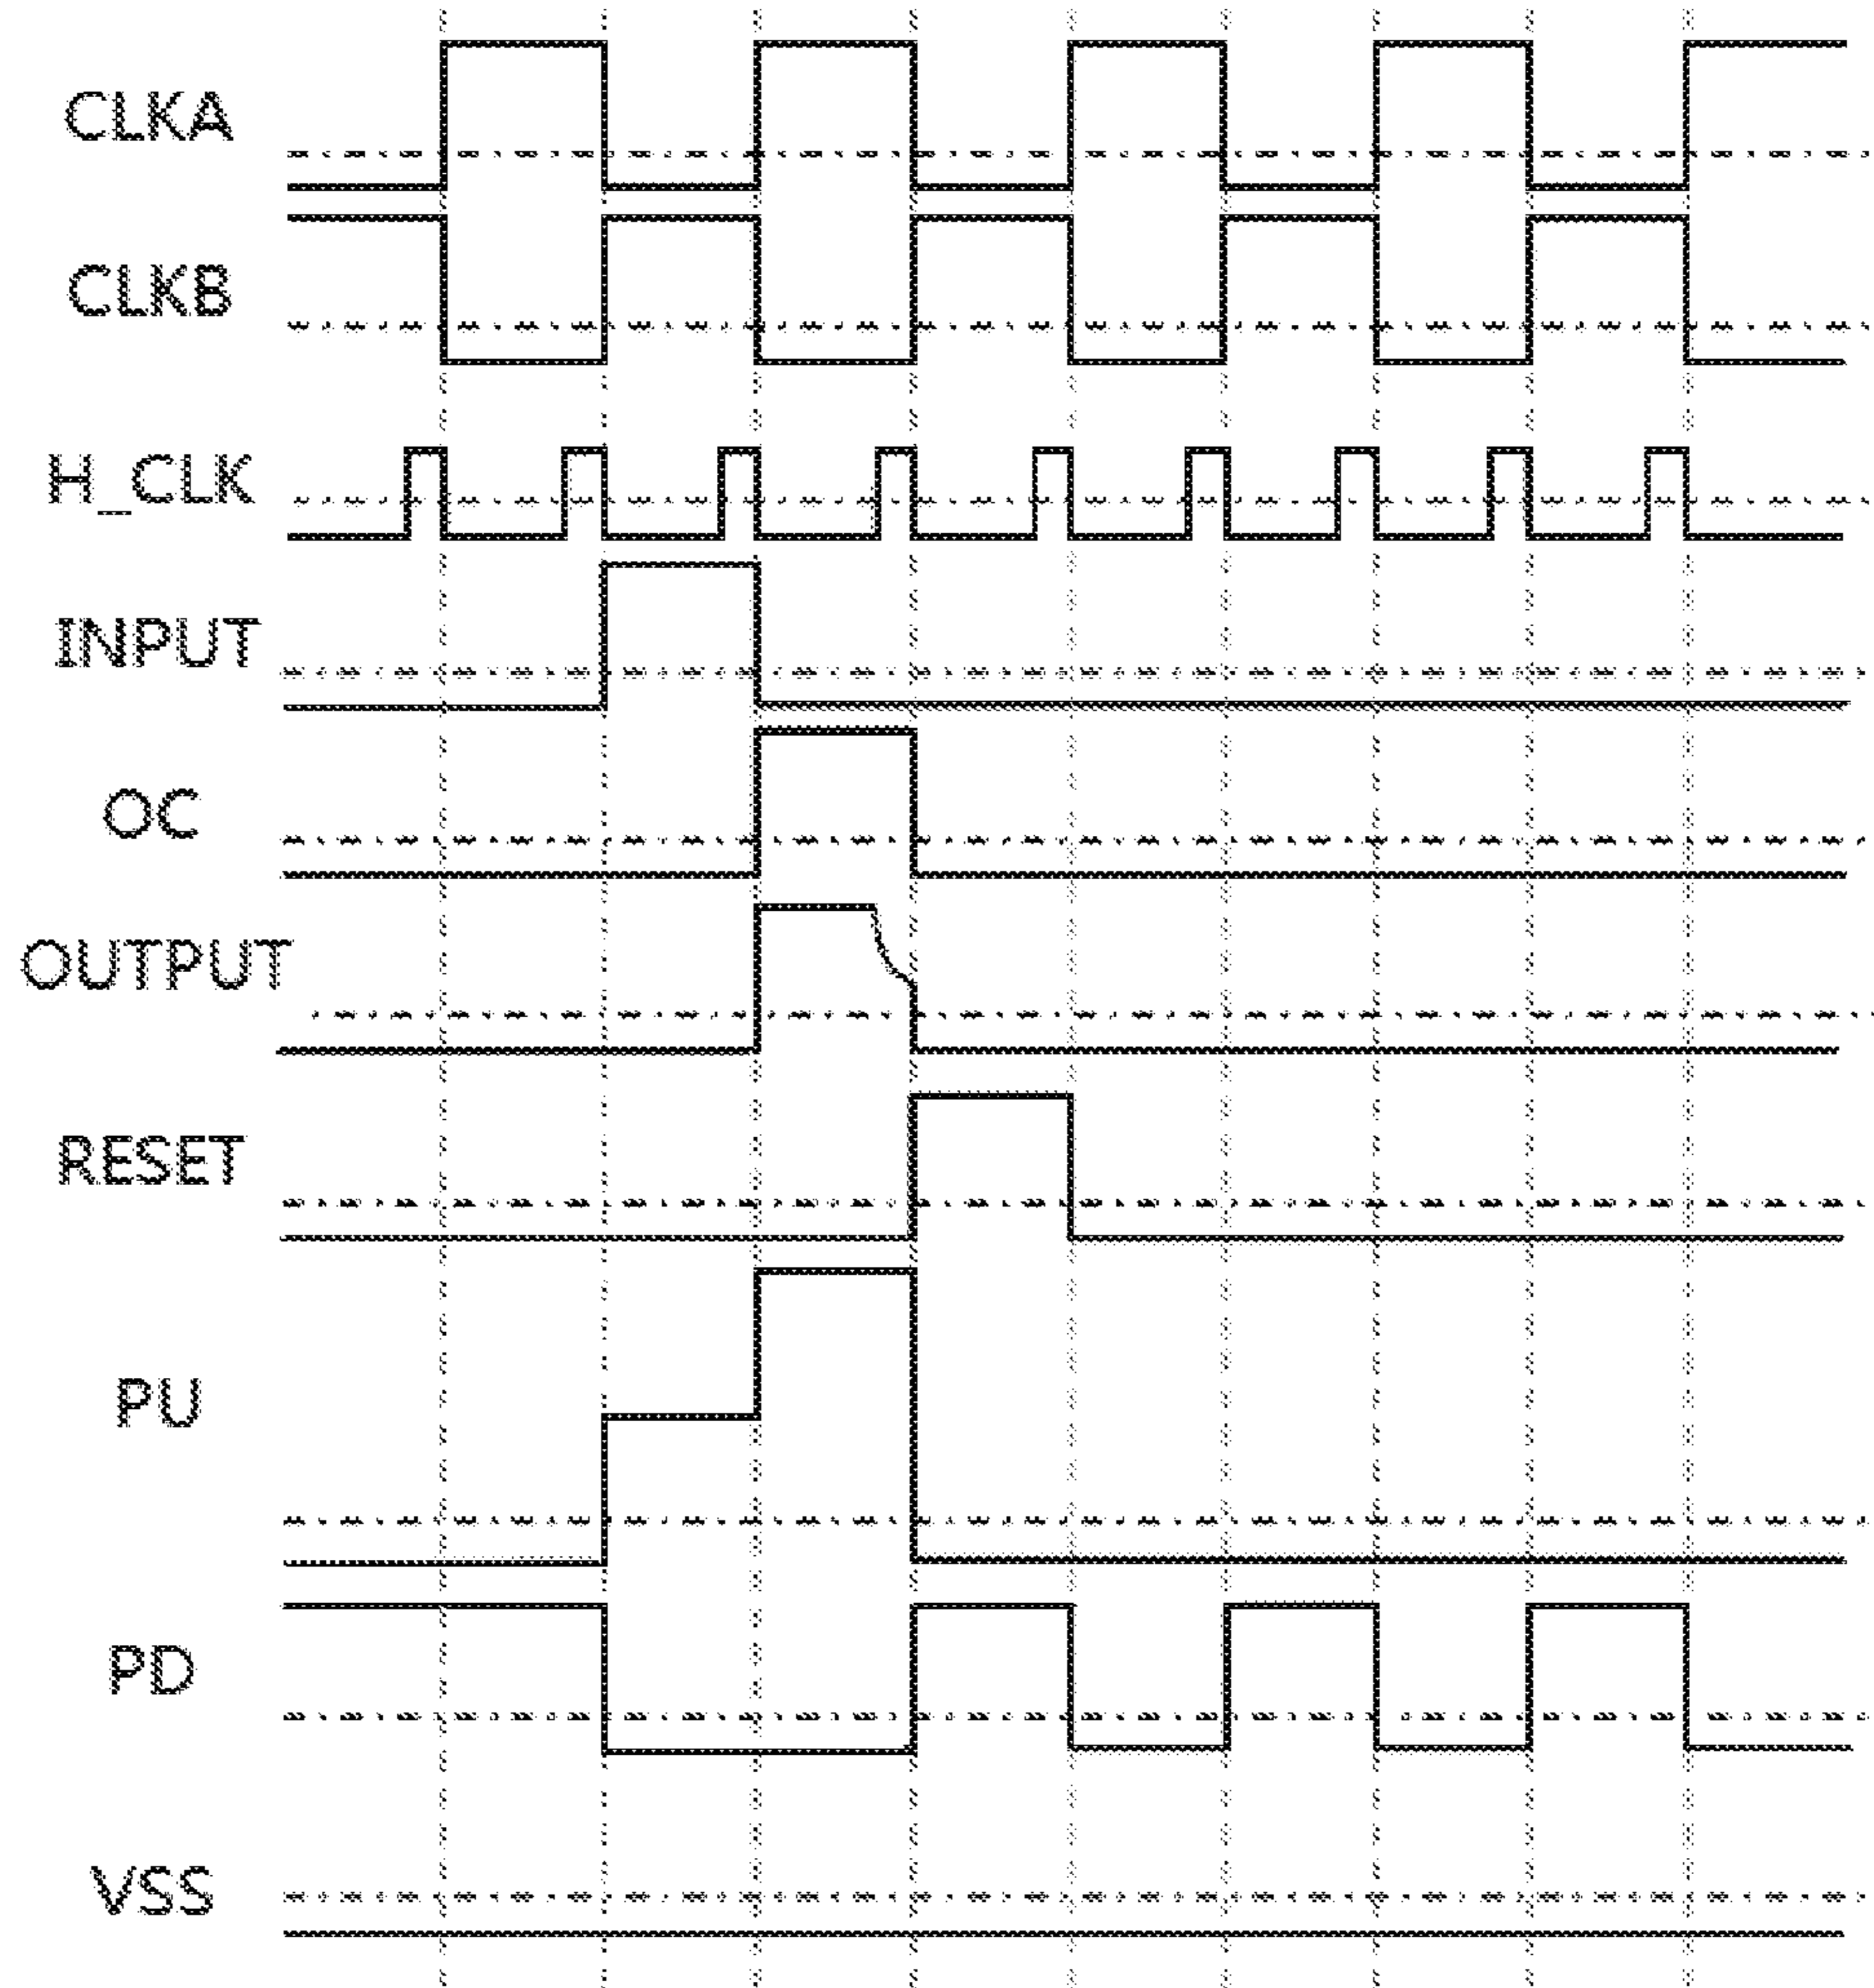 CLKA
CLKB
H_CLK
INPUT
OC
OUTPUT
RESET
PU
PD
VSS